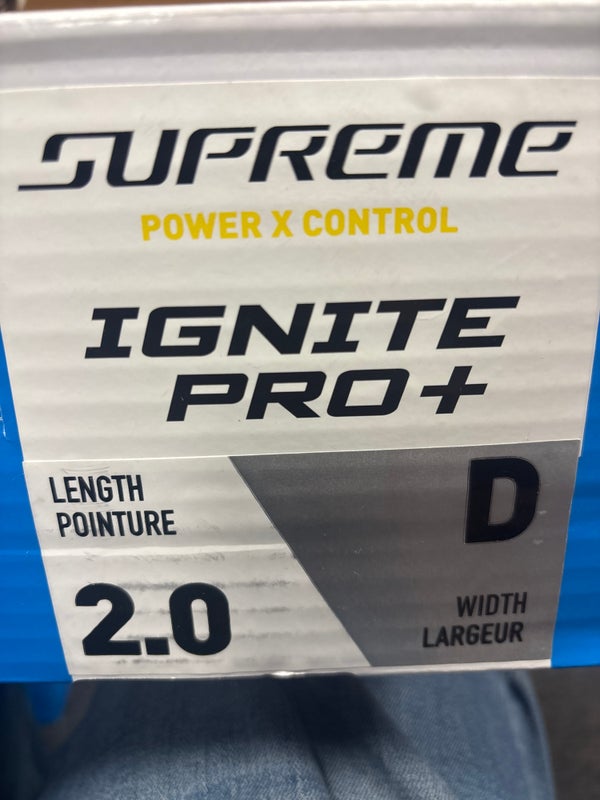 SUPREME
POWER X CONTROL
IGNITE
PRO+
LENGTH
POINTURE
2.0
D
WIDTH
LARGEUR